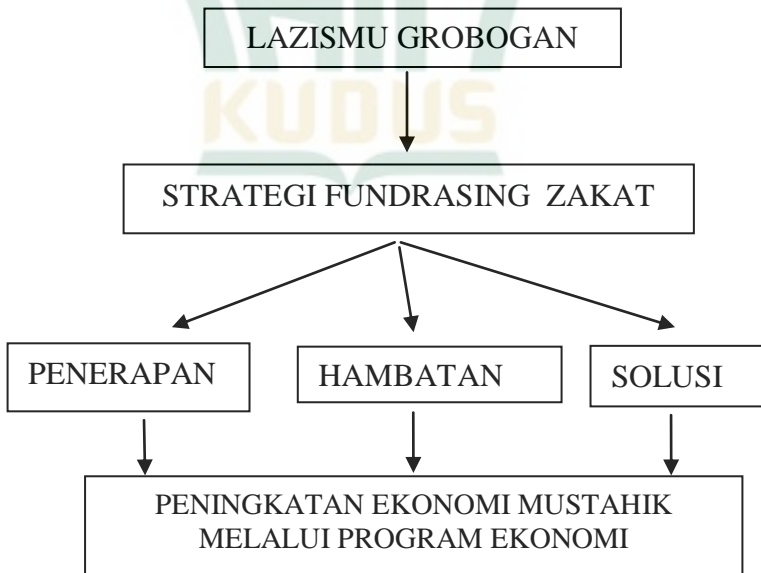 LAZISMU GROBOGAN
KUDUS
STRATEGI FUNDRASING ZAKAT
PENERAPAN
HAMBATAN
SOLUSI
PENINGKATAN EKONOMI MUSTAHIK
MELALUI PROGRAM EKONOMI